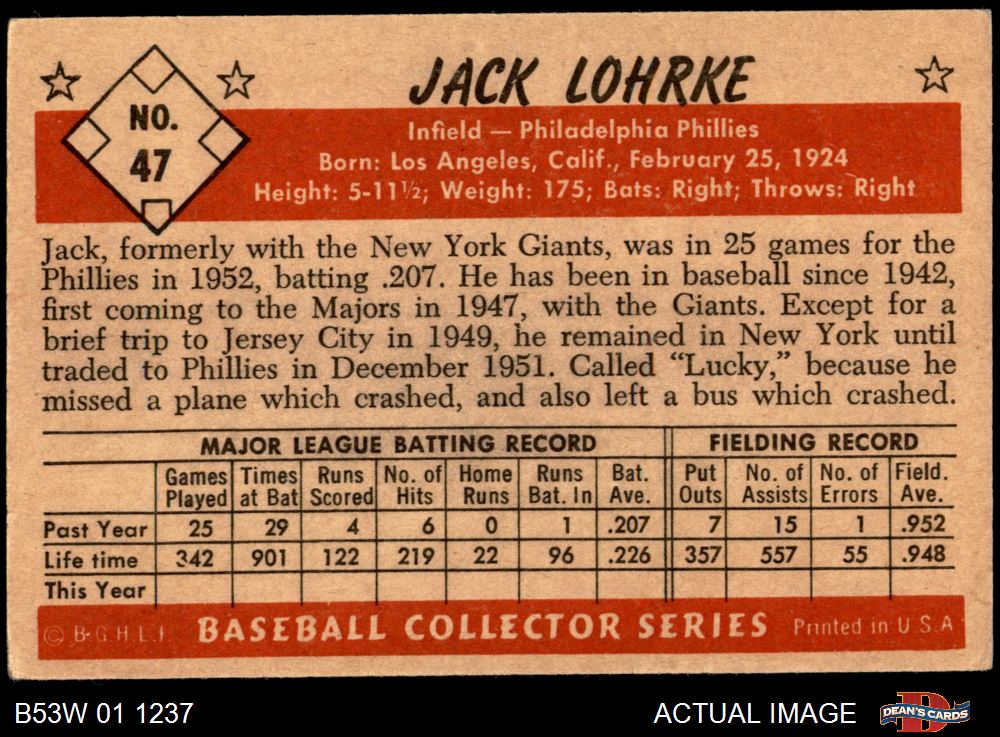 JACK LOHRKE
NO.
47
Infield — Philadelphia Phillies
Born: Los Angeles, Calif., February 25, 1924
Height: 5-11½; Weight: 175; Bats: Right; Throws: Right
Jack, formerly with the New York Giants, was in 25 games for the
Phillies in 1952, batting .207. He has been in baseball since 1942,
first coming to the Majors in 1947, with the Giants. Except for a
brief trip to Jersey City in 1949, he remained in New York until
traded to Phillies in December 1951. Called “Lucky,” because he
missed a plane which crashed, and also left a bus which crashed.
MAJOR LEAGUE BATTING RECORD FIELDING RECORD
Games Times Runs No. of Home Runs Bat. Put No. of No. of Field.
Played at Bat Scored Hits Runs Bat. In Ave. Outs Assists Errors Ave.
Past Year 25 29 4 6 0 1 .207 7 15 1 .952
Life time 342 901 122 219 22 96 .226 357 557 55 .948
This Year
© B·G·H·L·I· BASEBALL COLLECTOR SERIES Printed in U S A
B53W 01 1237 ACTUAL IMAGE DEAN'S CARDS